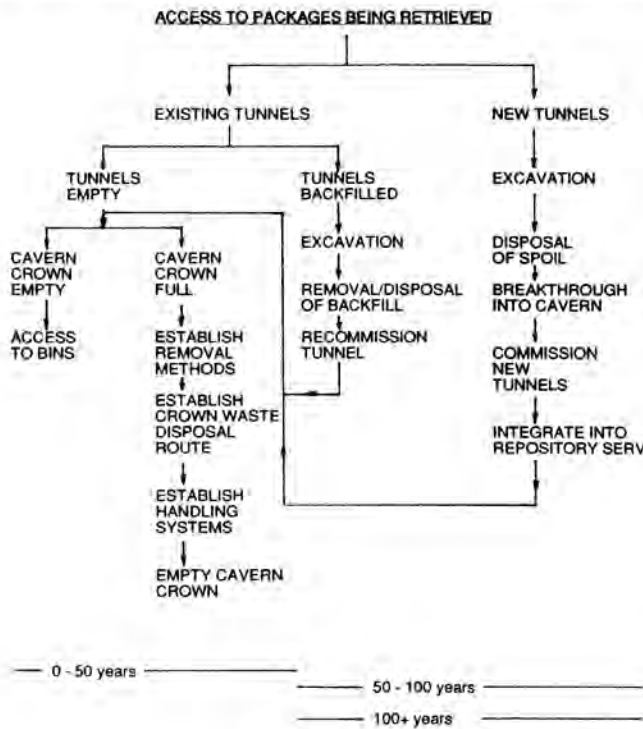 ACCESS TO PACKAGES BEING RETRIEVED
EXISTING TUNNELS
NEW TUNNELS
TUNNELS
EMPTY
TUNNELS
BACKFILLED
EXCAVATION
CAVERN
CROWN
EMPTY
CAVERN
CROWN
FULL
EXCAVATION
DISPOSAL
OF SPOIL
REMOVAL/DISPOSAL
OF BACKFILL
BREAKTHROUGH
INTO CAVERN
ACCESS
TO BINS
ESTABLISH
REMOVAL
METHODS
RECOMMISSION
TUNNEL
COMMISSION
NEW
TUNNELS
ESTABLISH
CROWN WASTE
DISPOSAL
ROUTE
INTEGRATE INTO
REPOSITORY SERV
ESTABLISH
HANDLING
SYSTEMS
EMPTY CAVERN
CROWN
0 - 50 years
50 - 100 years
100+ years